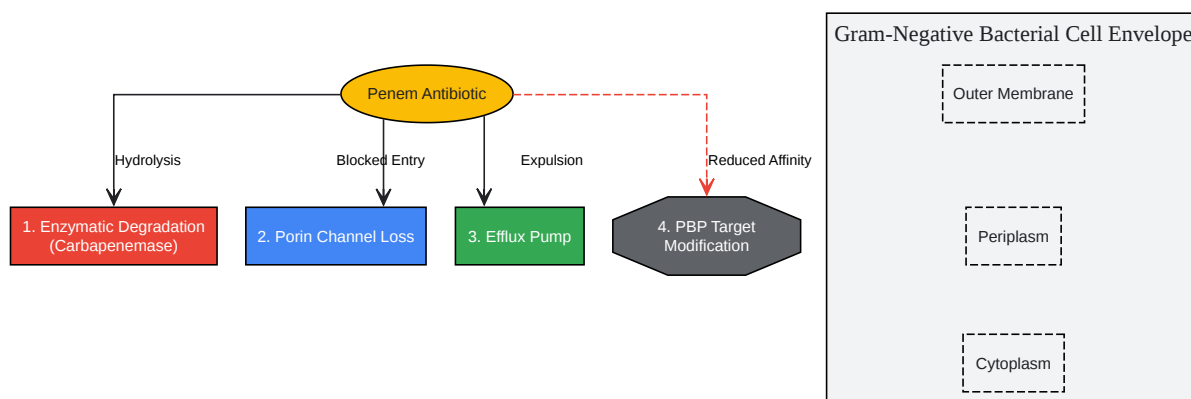 Gram-Negative Bacterial Cell Envelope
Penem Antibiotic
Outer Membrane
Hydrolysis
Blocked Entry
Expulsion
Reduced Affinity
1. Enzymatic Degradation
(Carbapenemase)
2. Porin Channel Loss
3. Efflux Pump
4. PBP Target
Modification
Periplasm
Cytoplasm